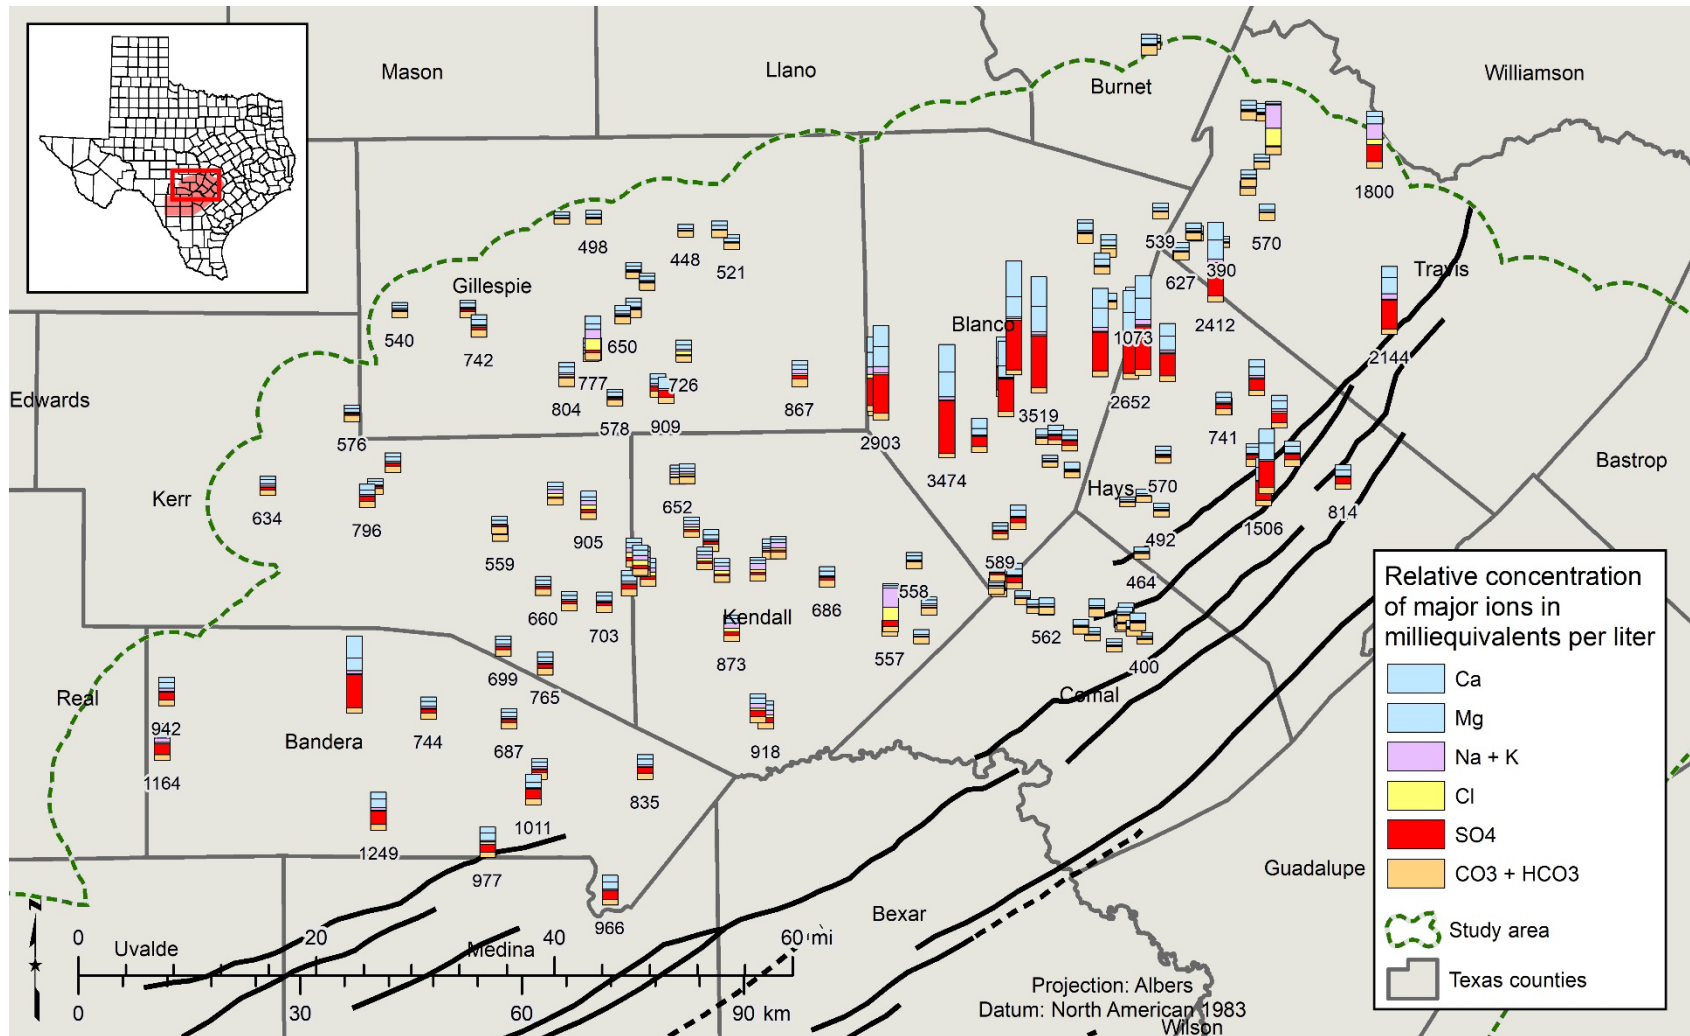 Mason
Llano
Burnet
Williamson
1800
498
448
521
539
570
627
390
Gillespie
Travis
540
742
650
Blanco
1073
2412
2144
777
726
804
867
Edwards
578
909
2903
3519
2652
741
576
3474
Bastrop
Kerr
634
796
652
Hays
570
814
905
492
1506
559
589
464
660
703
Kendall
686
558
562
873
557
400
699
765
Real
Comal
942
Bandera
744
687
918
1164
835
1011
1249
977
Guadalupe
966
Bexar
Uvalde
Medina
0 20 40 60 mi
0 30 60 90 km
Projection: Albers
Datum: North American 1983
Wilson
Relative concentration
of major ions in
milliequivalents per liter
Ca
Mg
Na + K
Cl
SO4
CO3 + HCO3
Study area
Texas counties